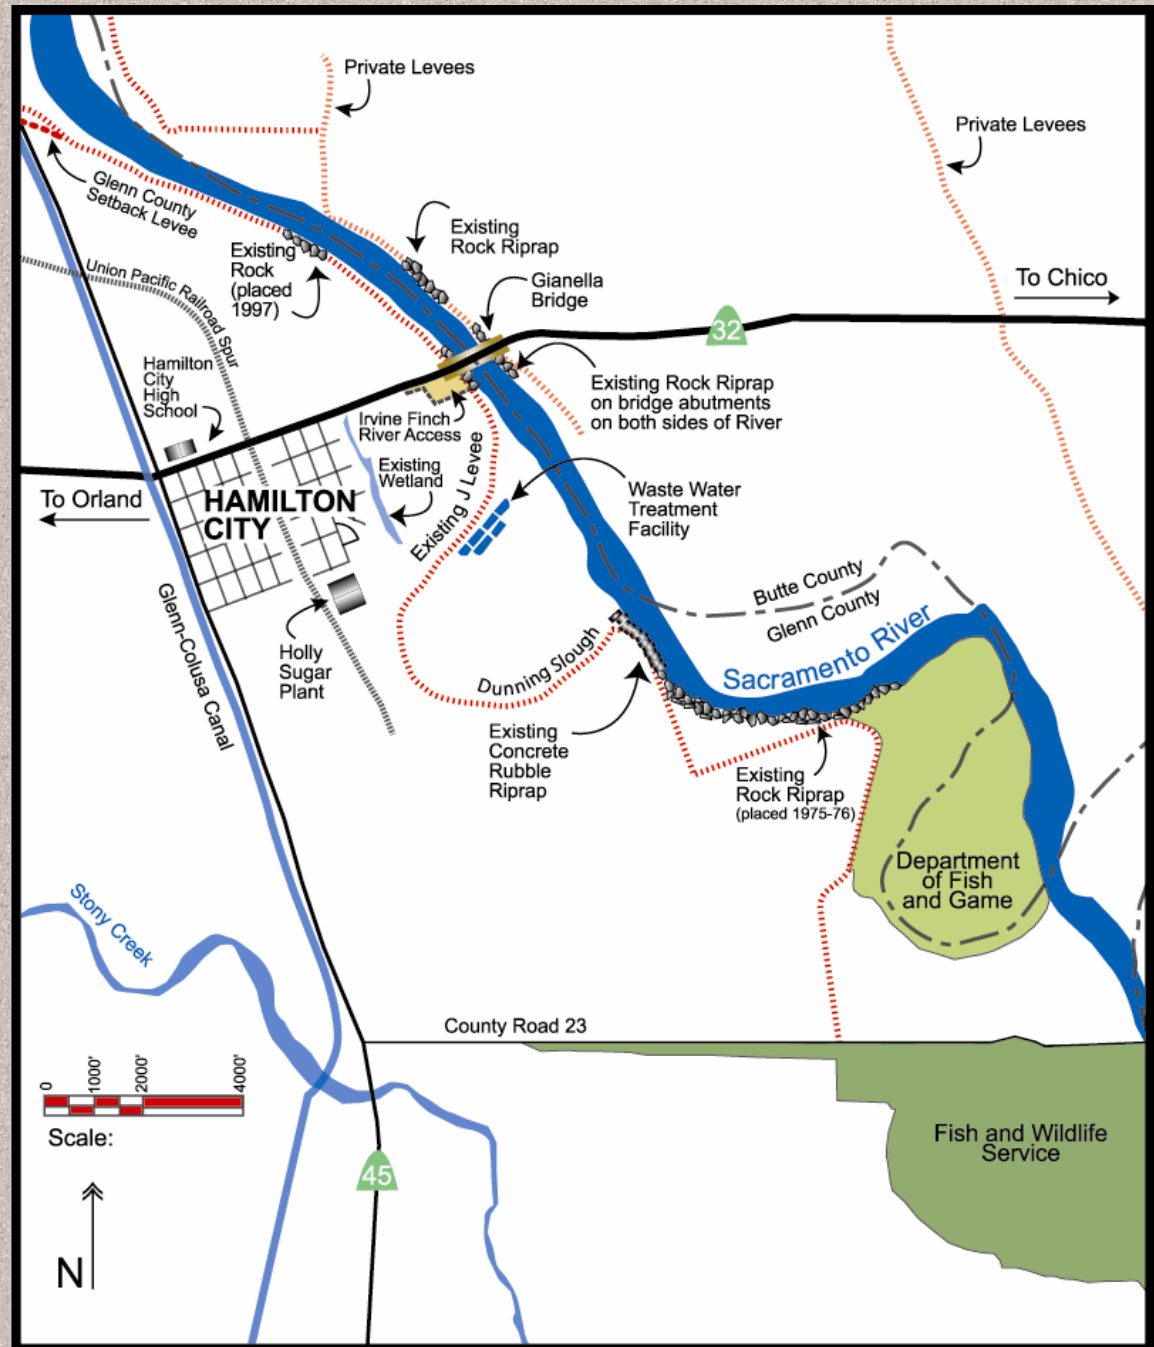 Private Levees
Private Levees
Glenn County
Setback Levee
Existing
Rock Riprap
Existing
Rock
(placed
1997)
Union Pacific Railroad Spur
Gianella
Bridge
To Chico
32
Hamilton
City
High
School
Existing Rock Riprap
on bridge abutments
on both sides of River
Irvine Finch
River Access
Existing
Wetland
Existing J Levee
To Orland
HAMILTON
CITY
Waste Water
Treatment
Facility
Butte County
Glenn County
Glenn-Colusa Canal
Holly
Sugar
Plant
Dunning Slough
Sacramento River
Existing
Concrete
Rubble
Riprap
Existing
Rock Riprap
(placed 1975-76)
Department
of Fish
and Game
Stony Creek
County Road 23
0
1000'
2000'
4000'
Scale:
Fish and Wildlife
Service
45
N